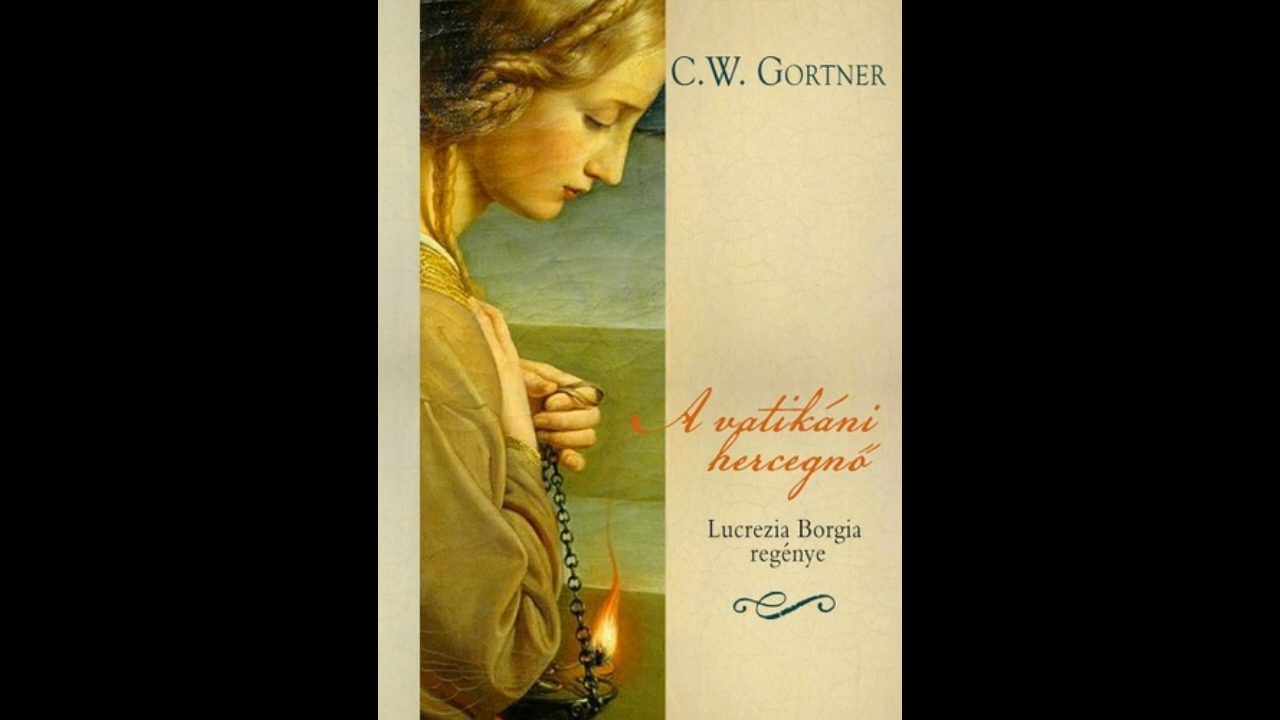 C.W. GORTNER
A vatikáni
hercegnő
Lucrezia Borgia
regénye